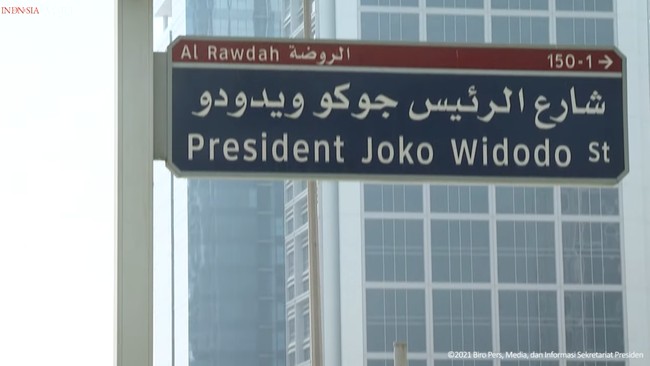 INDONESIA
Al Rawdah الروضة 150-1 →
شارع الرئيس جوكو ويدودو
President Joko Widodo St
©2021 Biro Pers, Media, dan Informasi Sekretariat Presiden